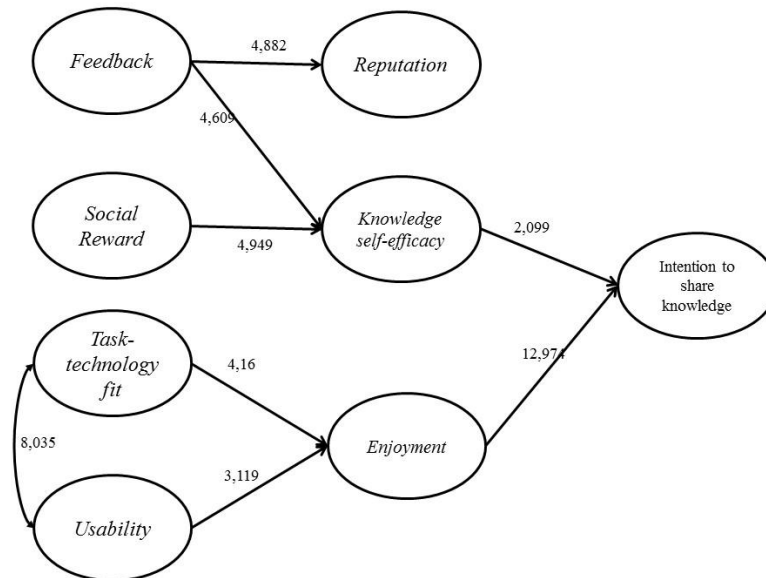 Feedback
4,882
Reputation
4,609
Social
Reward
4,949
Knowledge
self-efficacy
2,099
Intention to
share
knowledge
Task-
technology
fit
4,16
12,974
8,035
Enjoyment
3,119
Usability